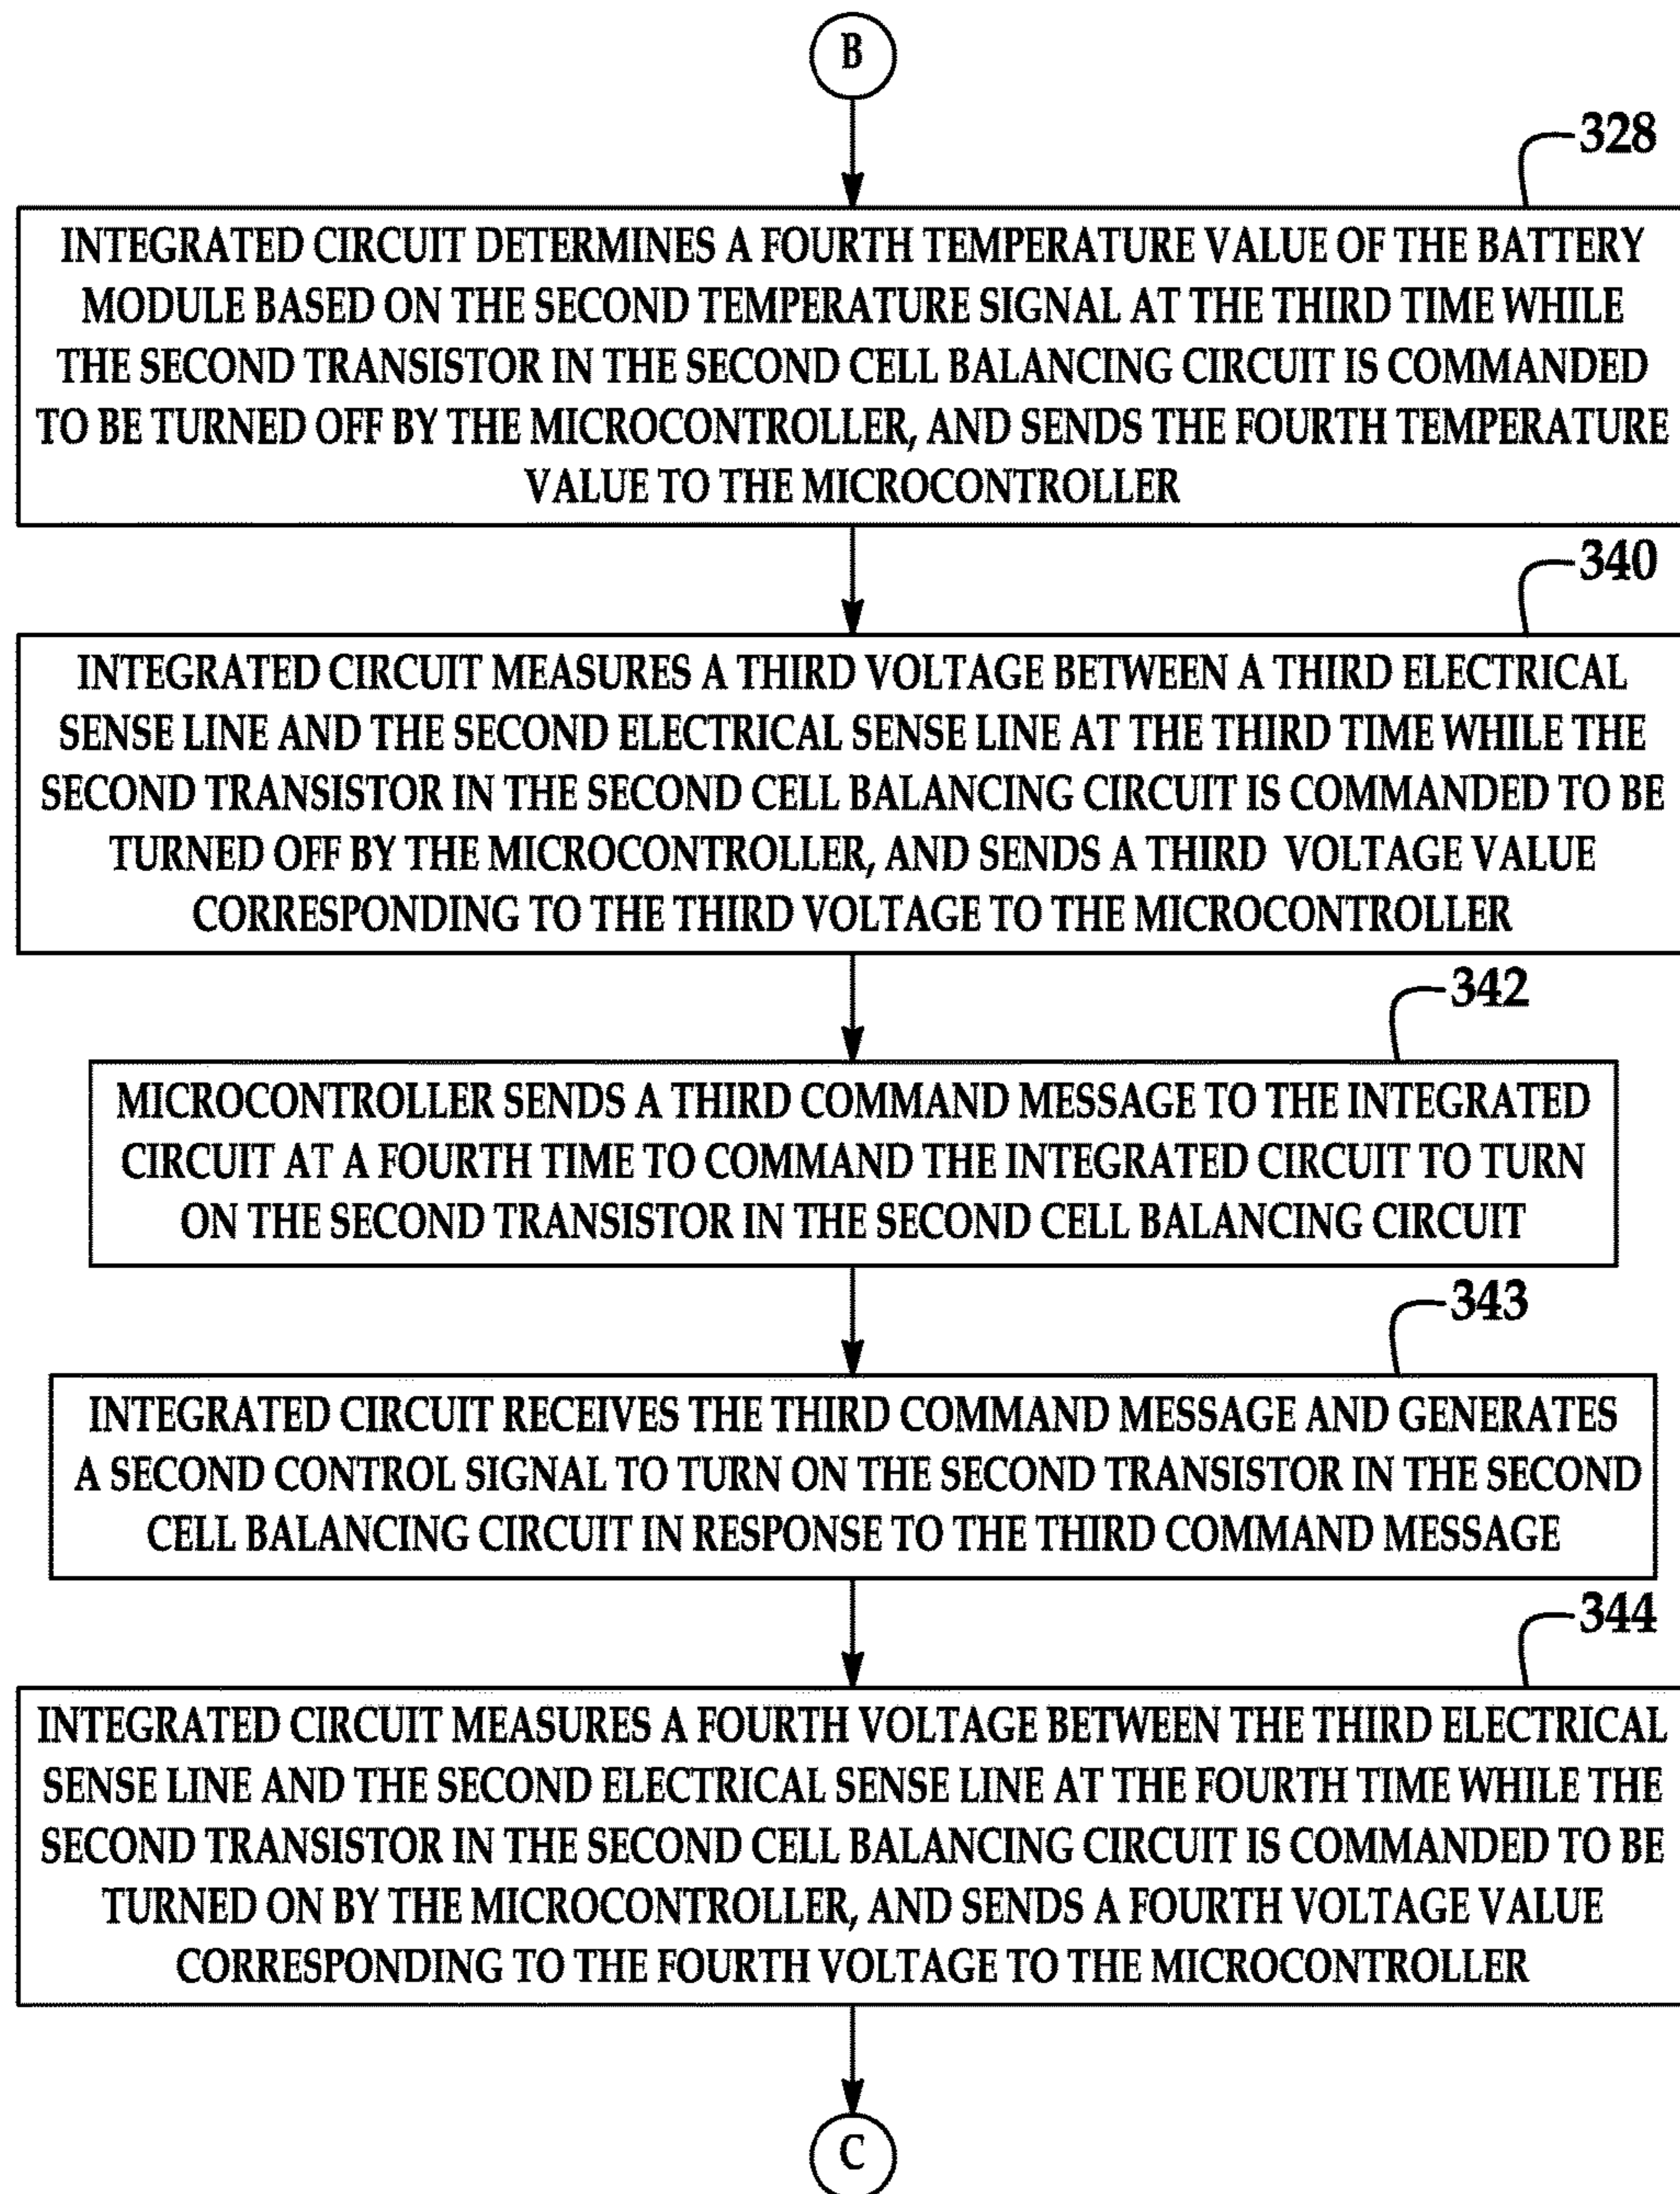 B
328
INTEGRATED CIRCUIT DETERMINES A FOURTH TEMPERATURE VALUE OF THE BATTERY
MODULE BASED ON THE SECOND TEMPERATURE SIGNAL AT THE THIRD TIME WHILE
THE SECOND TRANSISTOR IN THE SECOND CELL BALANCING CIRCUIT IS COMMANDED
TO BE TURNED OFF BY THE MICROCONTROLLER, AND SENDS THE FOURTH TEMPERATURE
VALUE TO THE MICROCONTROLLER
340
INTEGRATED CIRCUIT MEASURES A THIRD VOLTAGE BETWEEN A THIRD ELECTRICAL
SENSE LINE AND THE SECOND ELECTRICAL SENSE LINE AT THE THIRD TIME WHILE THE
SECOND TRANSISTOR IN THE SECOND CELL BALANCING CIRCUIT IS COMMANDED TO BE
TURNED OFF BY THE MICROCONTROLLER, AND SENDS A THIRD VOLTAGE VALUE
CORRESPONDING TO THE THIRD VOLTAGE TO THE MICROCONTROLLER
342
MICROCONTROLLER SENDS A THIRD COMMAND MESSAGE TO THE INTEGRATED
CIRCUIT AT A FOURTH TIME TO COMMAND THE INTEGRATED CIRCUIT TO TURN
ON THE SECOND TRANSISTOR IN THE SECOND CELL BALANCING CIRCUIT
343
INTEGRATED CIRCUIT RECEIVES THE THIRD COMMAND MESSAGE AND GENERATES
A SECOND CONTROL SIGNAL TO TURN ON THE SECOND TRANSISTOR IN THE SECOND
CELL BALANCING CIRCUIT IN RESPONSE TO THE THIRD COMMAND MESSAGE
344
INTEGRATED CIRCUIT MEASURES A FOURTH VOLTAGE BETWEEN THE THIRD ELECTRICAL
SENSE LINE AND THE SECOND ELECTRICAL SENSE LINE AT THE FOURTH TIME WHILE THE
SECOND TRANSISTOR IN THE SECOND CELL BALANCING CIRCUIT IS COMMANDED TO BE
TURNED ON BY THE MICROCONTROLLER, AND SENDS A FOURTH VOLTAGE VALUE
CORRESPONDING TO THE FOURTH VOLTAGE TO THE MICROCONTROLLER
C